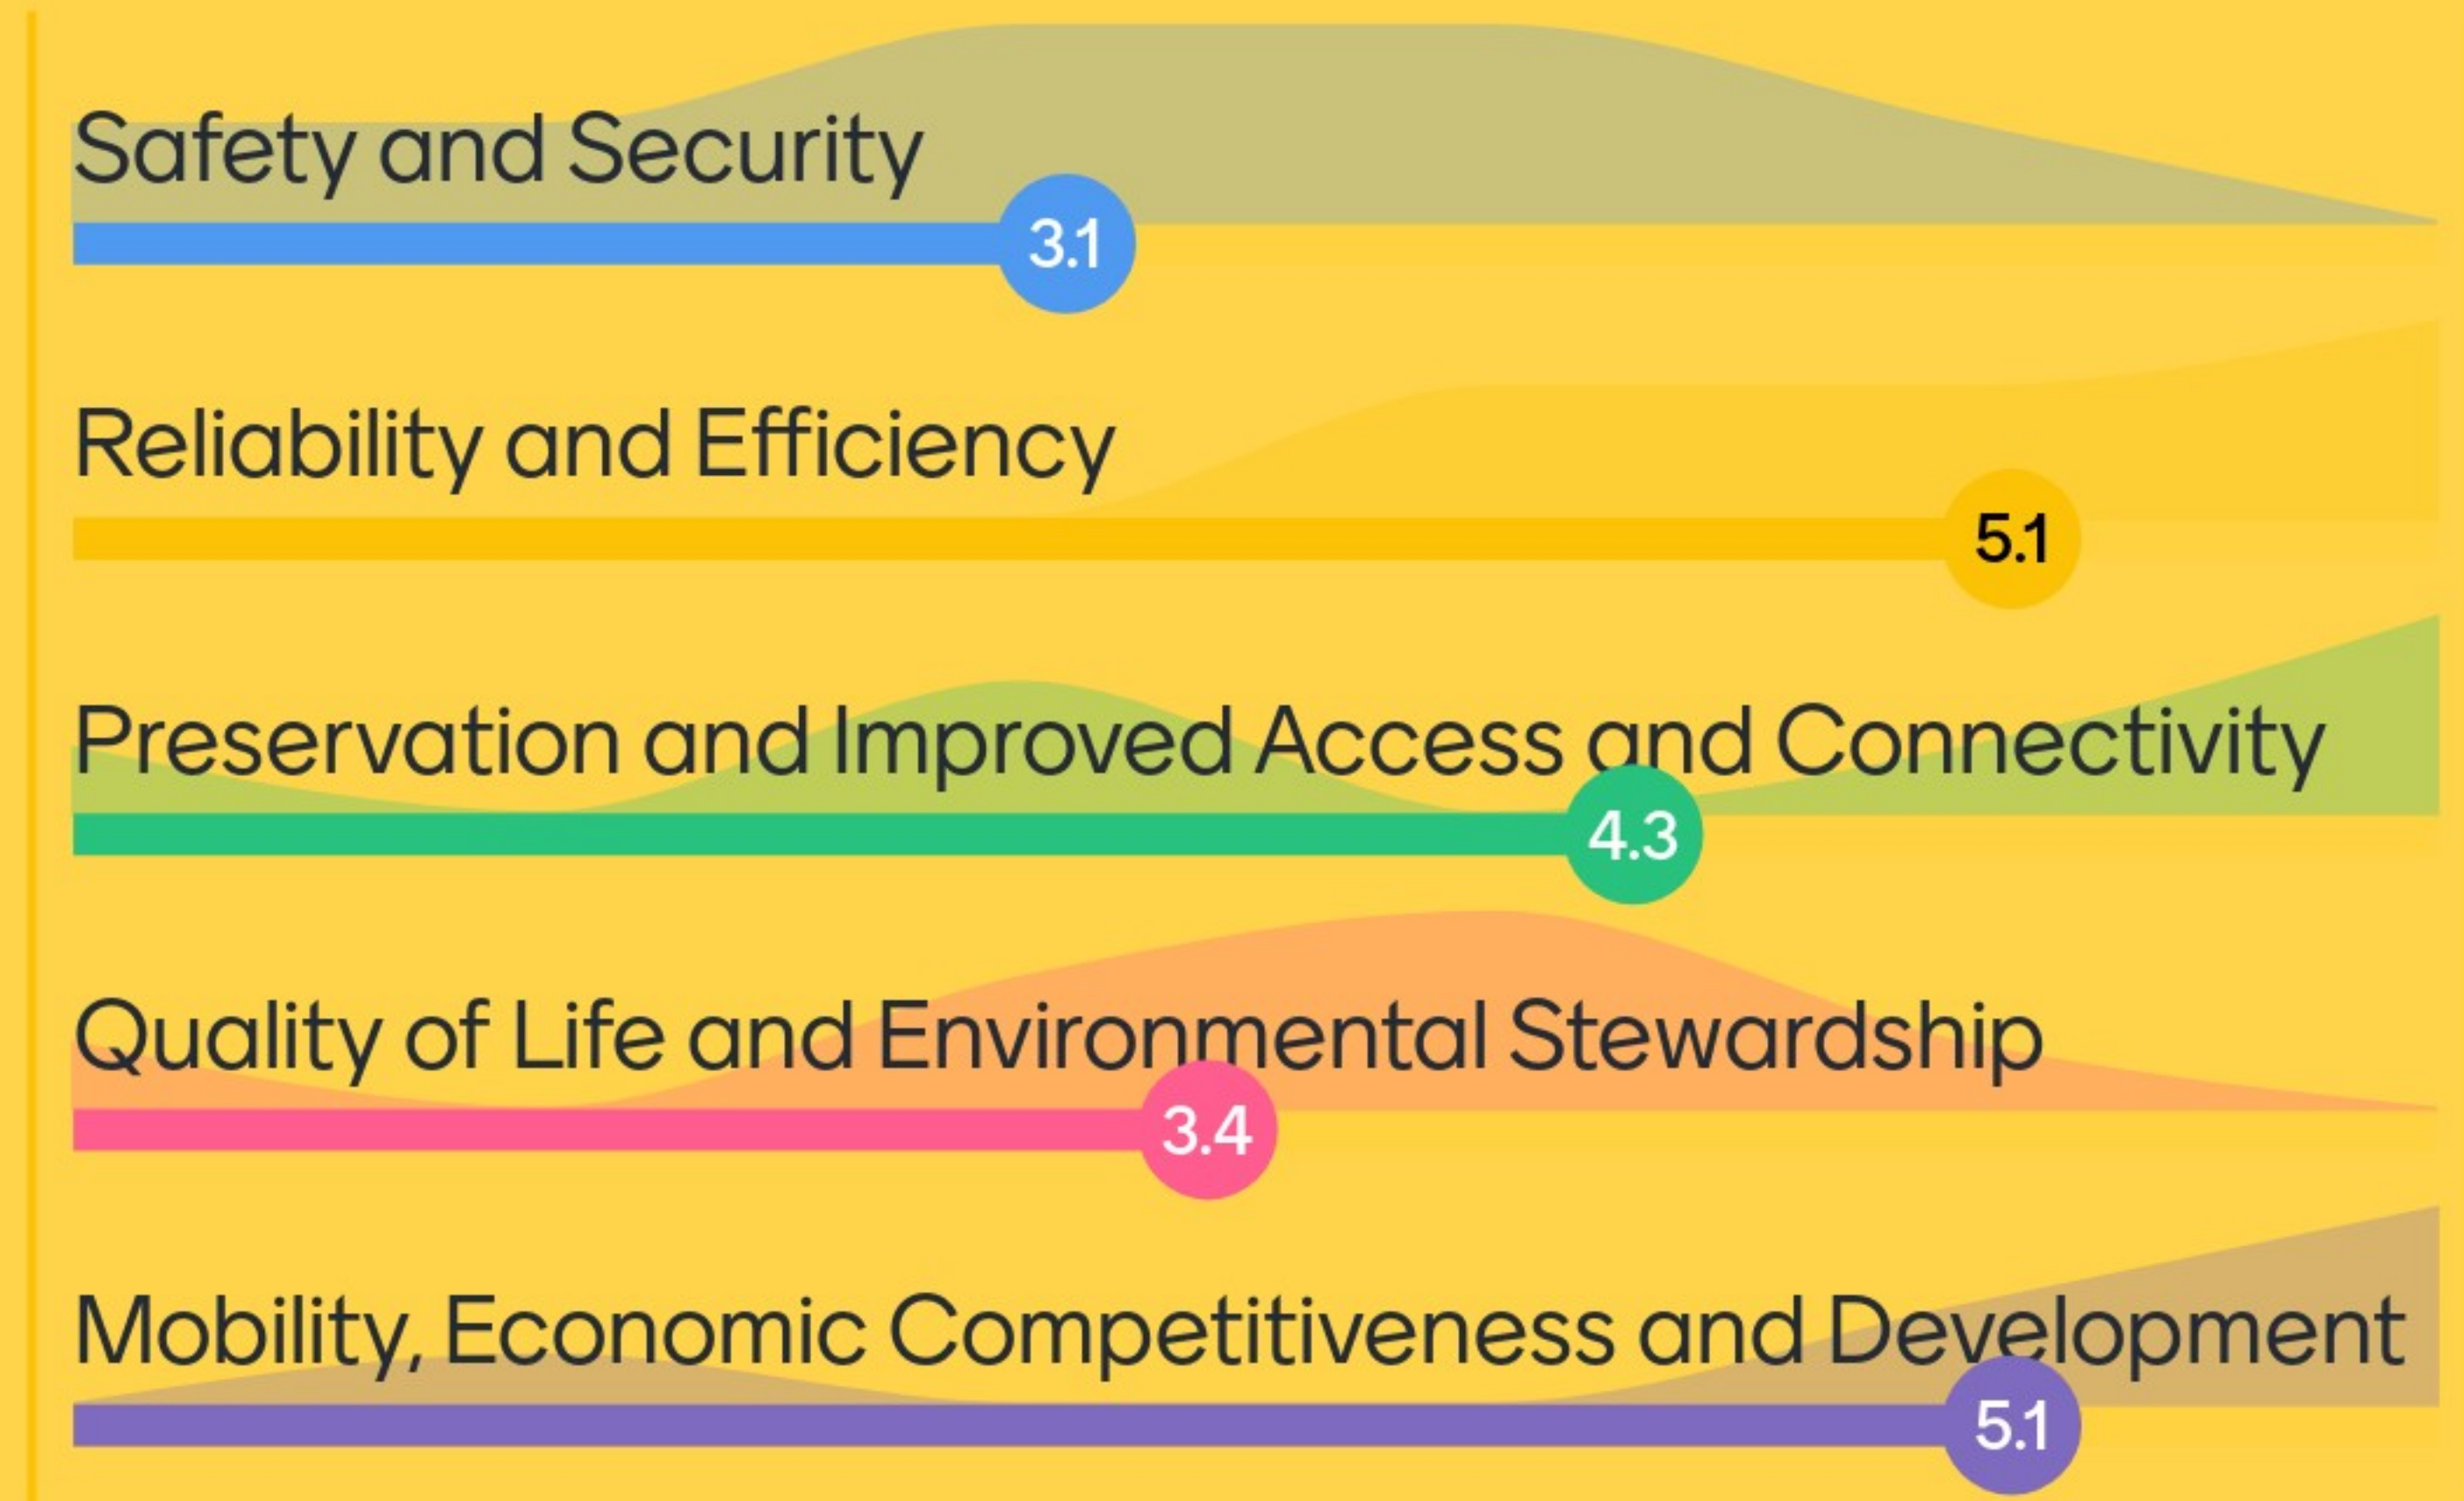 Safety and Security
3.1
Reliability and Efficiency
5.1
Preservation and Improved Access and Connectivity
4.3
Quality of Life and Environmental Stewardship
3.4
Mobility, Economic Competitiveness and Development
5.1